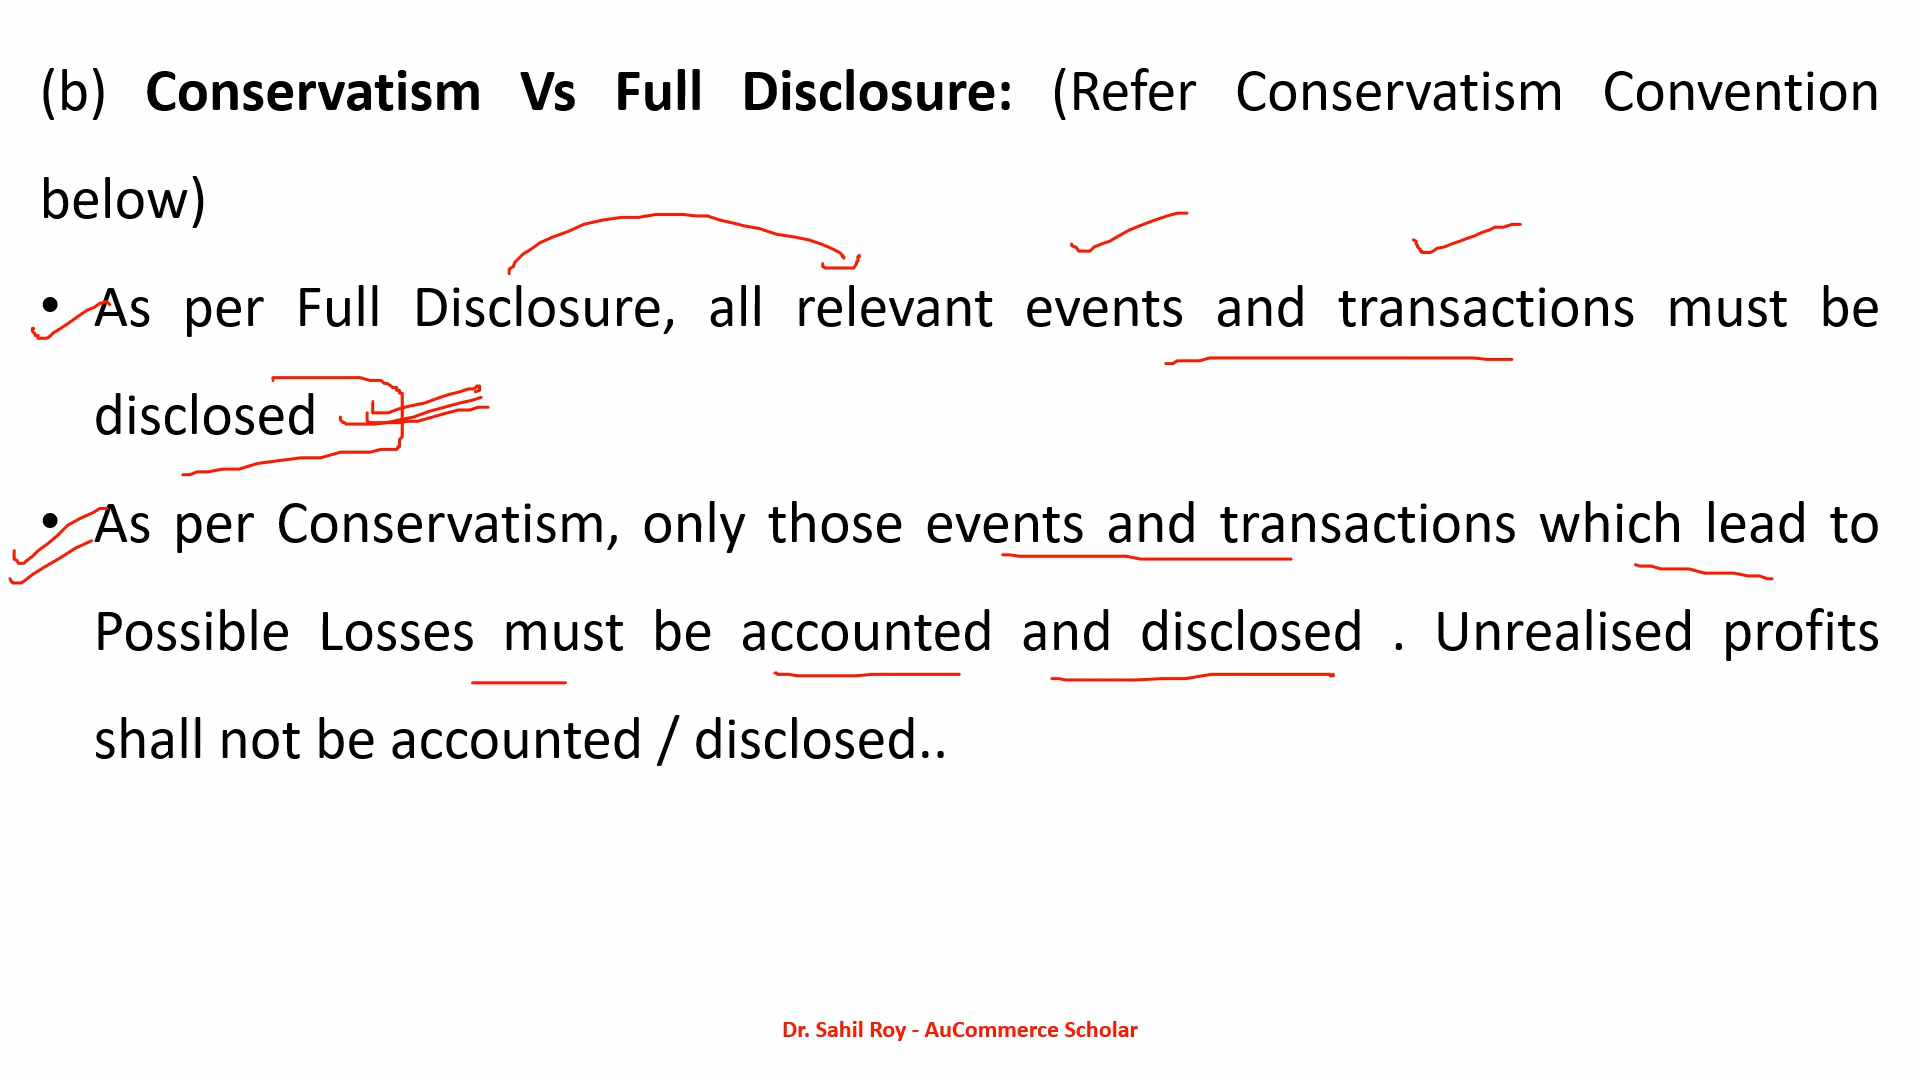 (b) Conservatism Vs Full Disclosure: (Refer Conservatism Convention
below)
• As per Full Disclosure, all relevant events and transactions must be
disclosed
• As per Conservatism, only those events and transactions which lead to
Possible Losses must be accounted and disclosed . Unrealised profits
shall not be accounted / disclosed..
Dr. Sahil Roy - AuCommerce Scholar